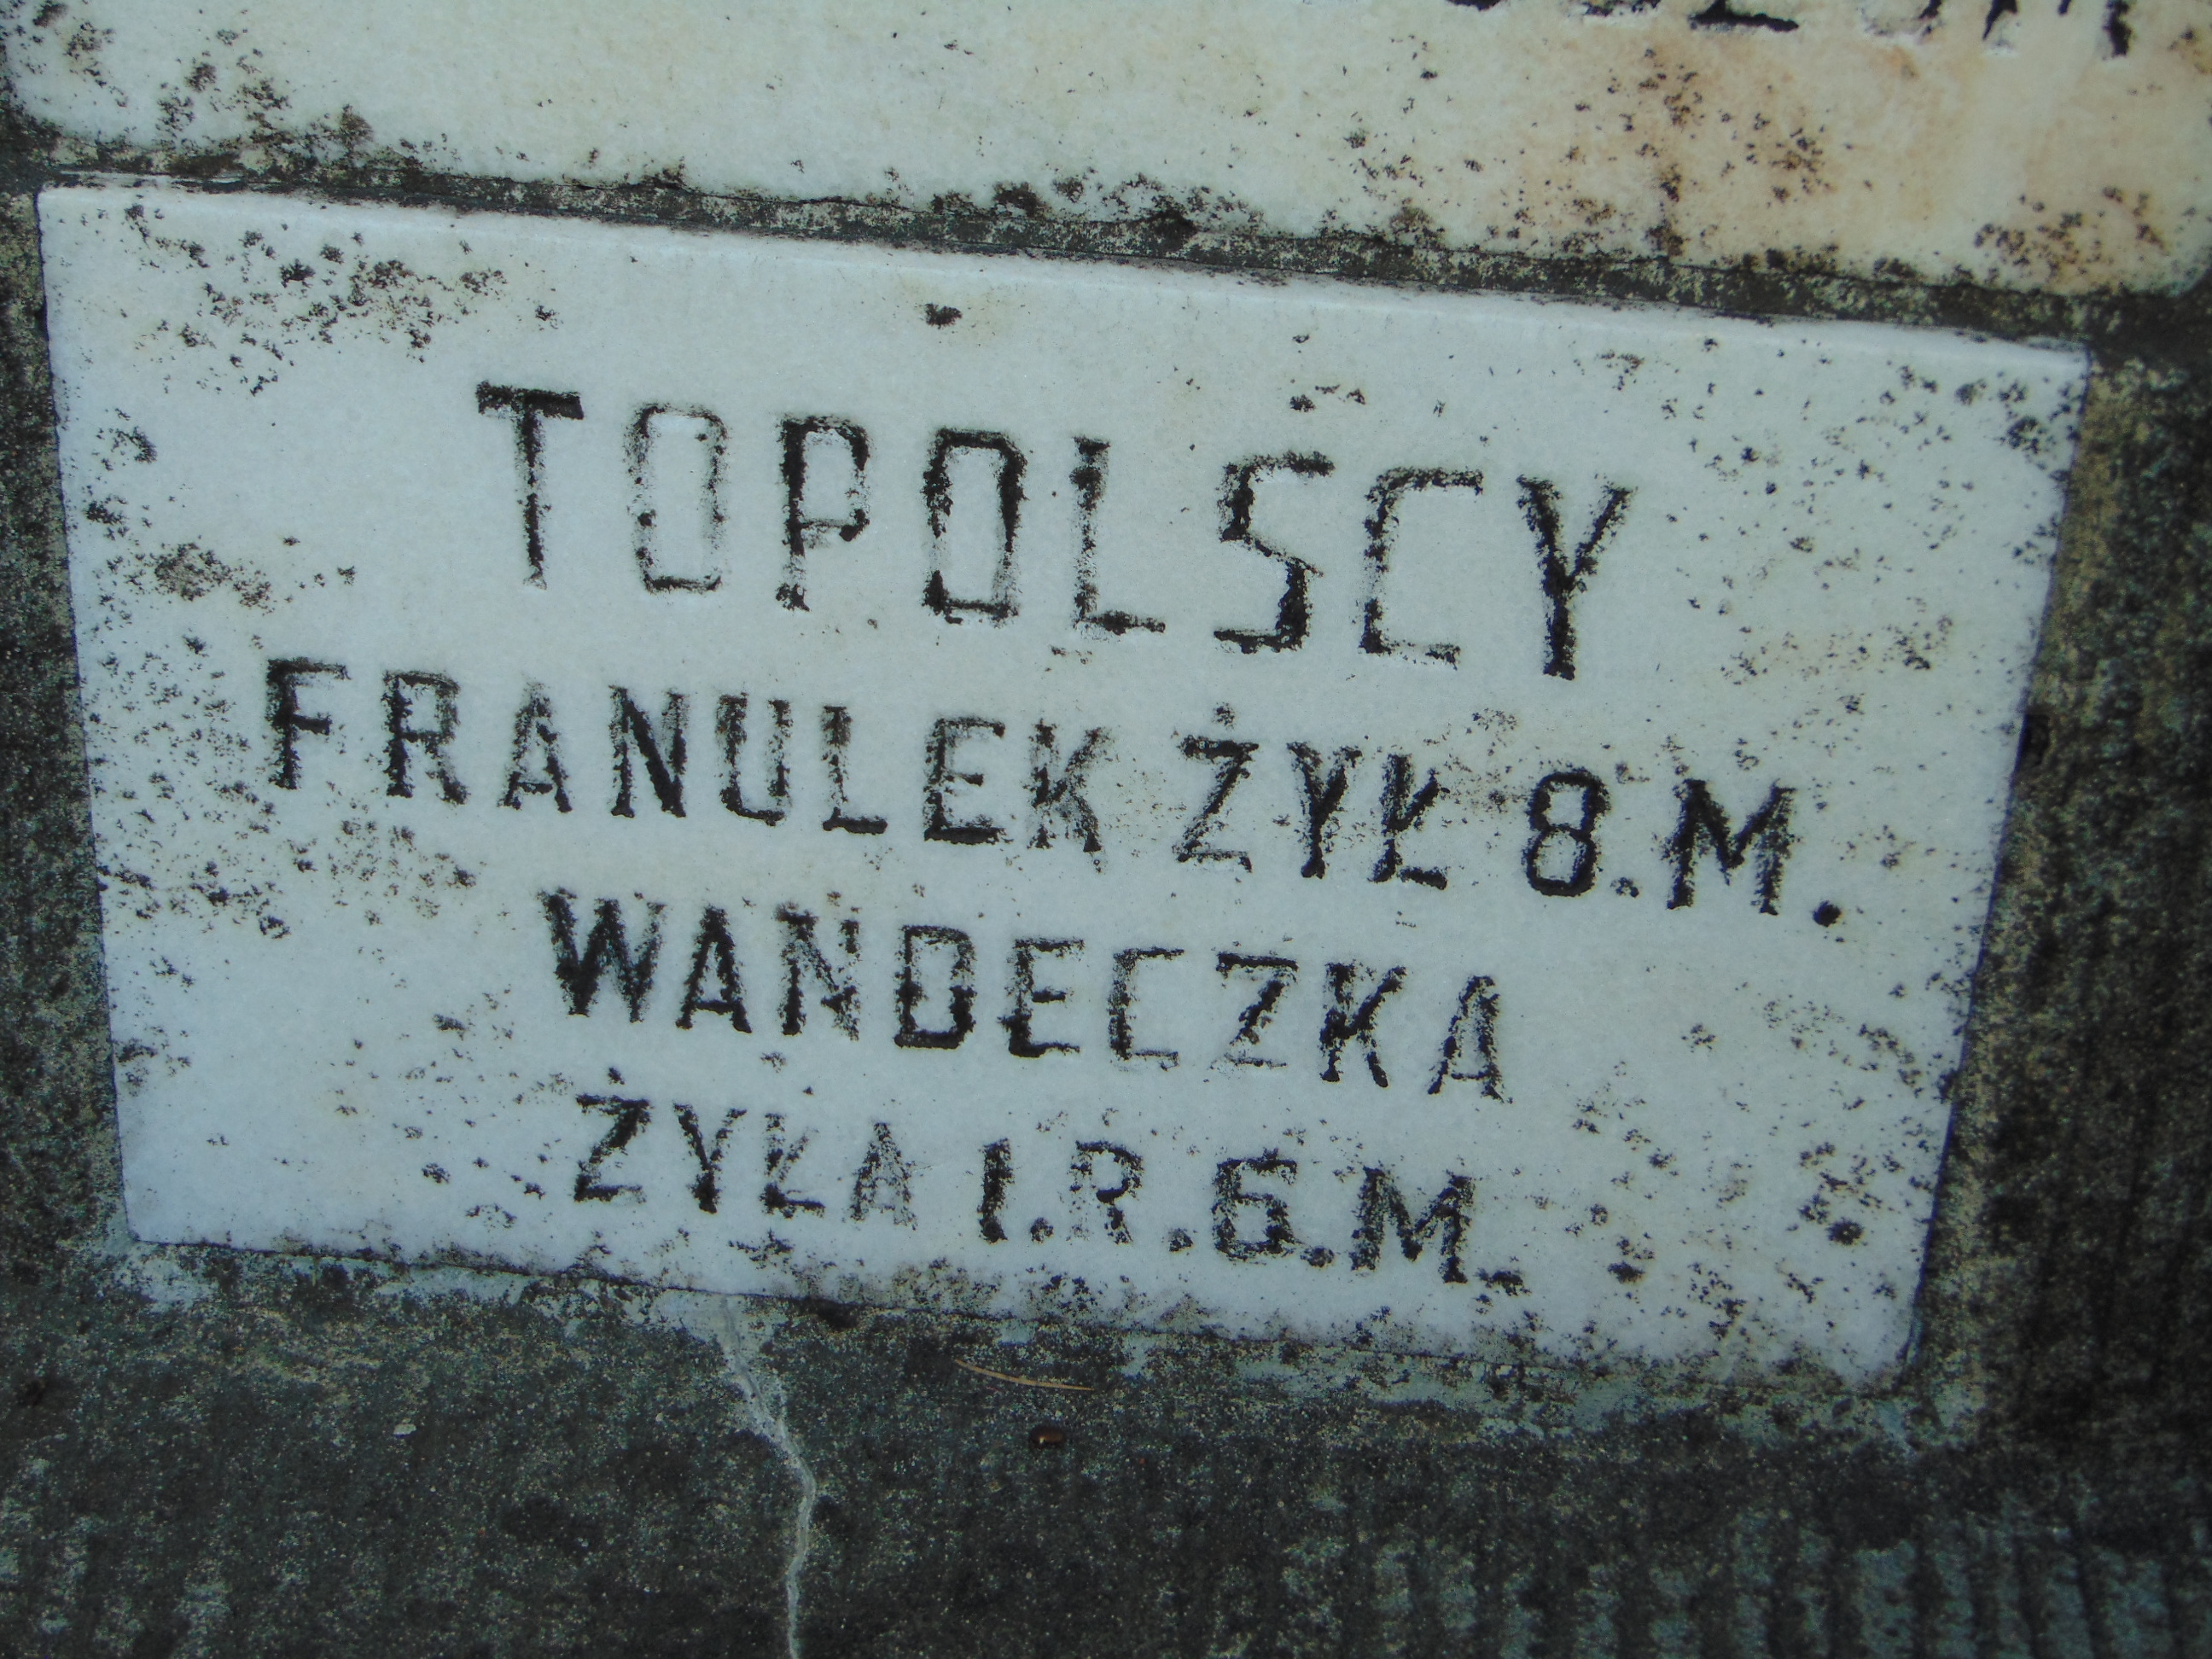 TOPOLSCY
FRANULEK ŻYŁ 8.M.
WANDECZKA
ŻYŁA 1.R.6.M.